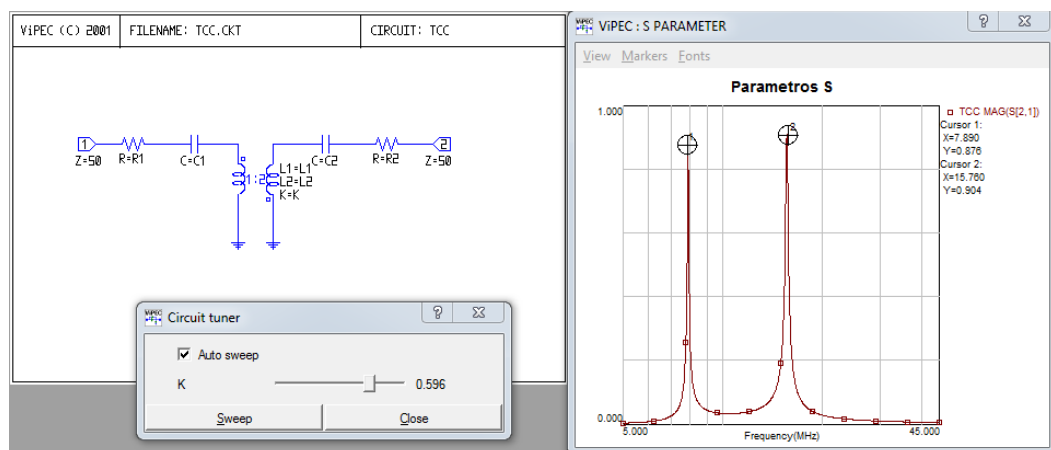 ViPEC (C) 2001 FILENAME: TCC.CKT CIRCUIT: TCC
1 2
Z=50 R=R1 C=C1 1:2 L1=L1 C=C2 R=R2 Z=50
L2=L2
K=K
Circuit tuner
Auto sweep
K 0.596
Sweep Close
ViPEC : S PARAMETER
View Markers Fonts
Parametros S
1.000
TCC MAG(S[2,1])
Cursor 1:
X=7.890
Y=0.876
Cursor 2:
X=15.760
Y=0.904
1 2
0.000
5.000 Frequency(MHz) 45.000